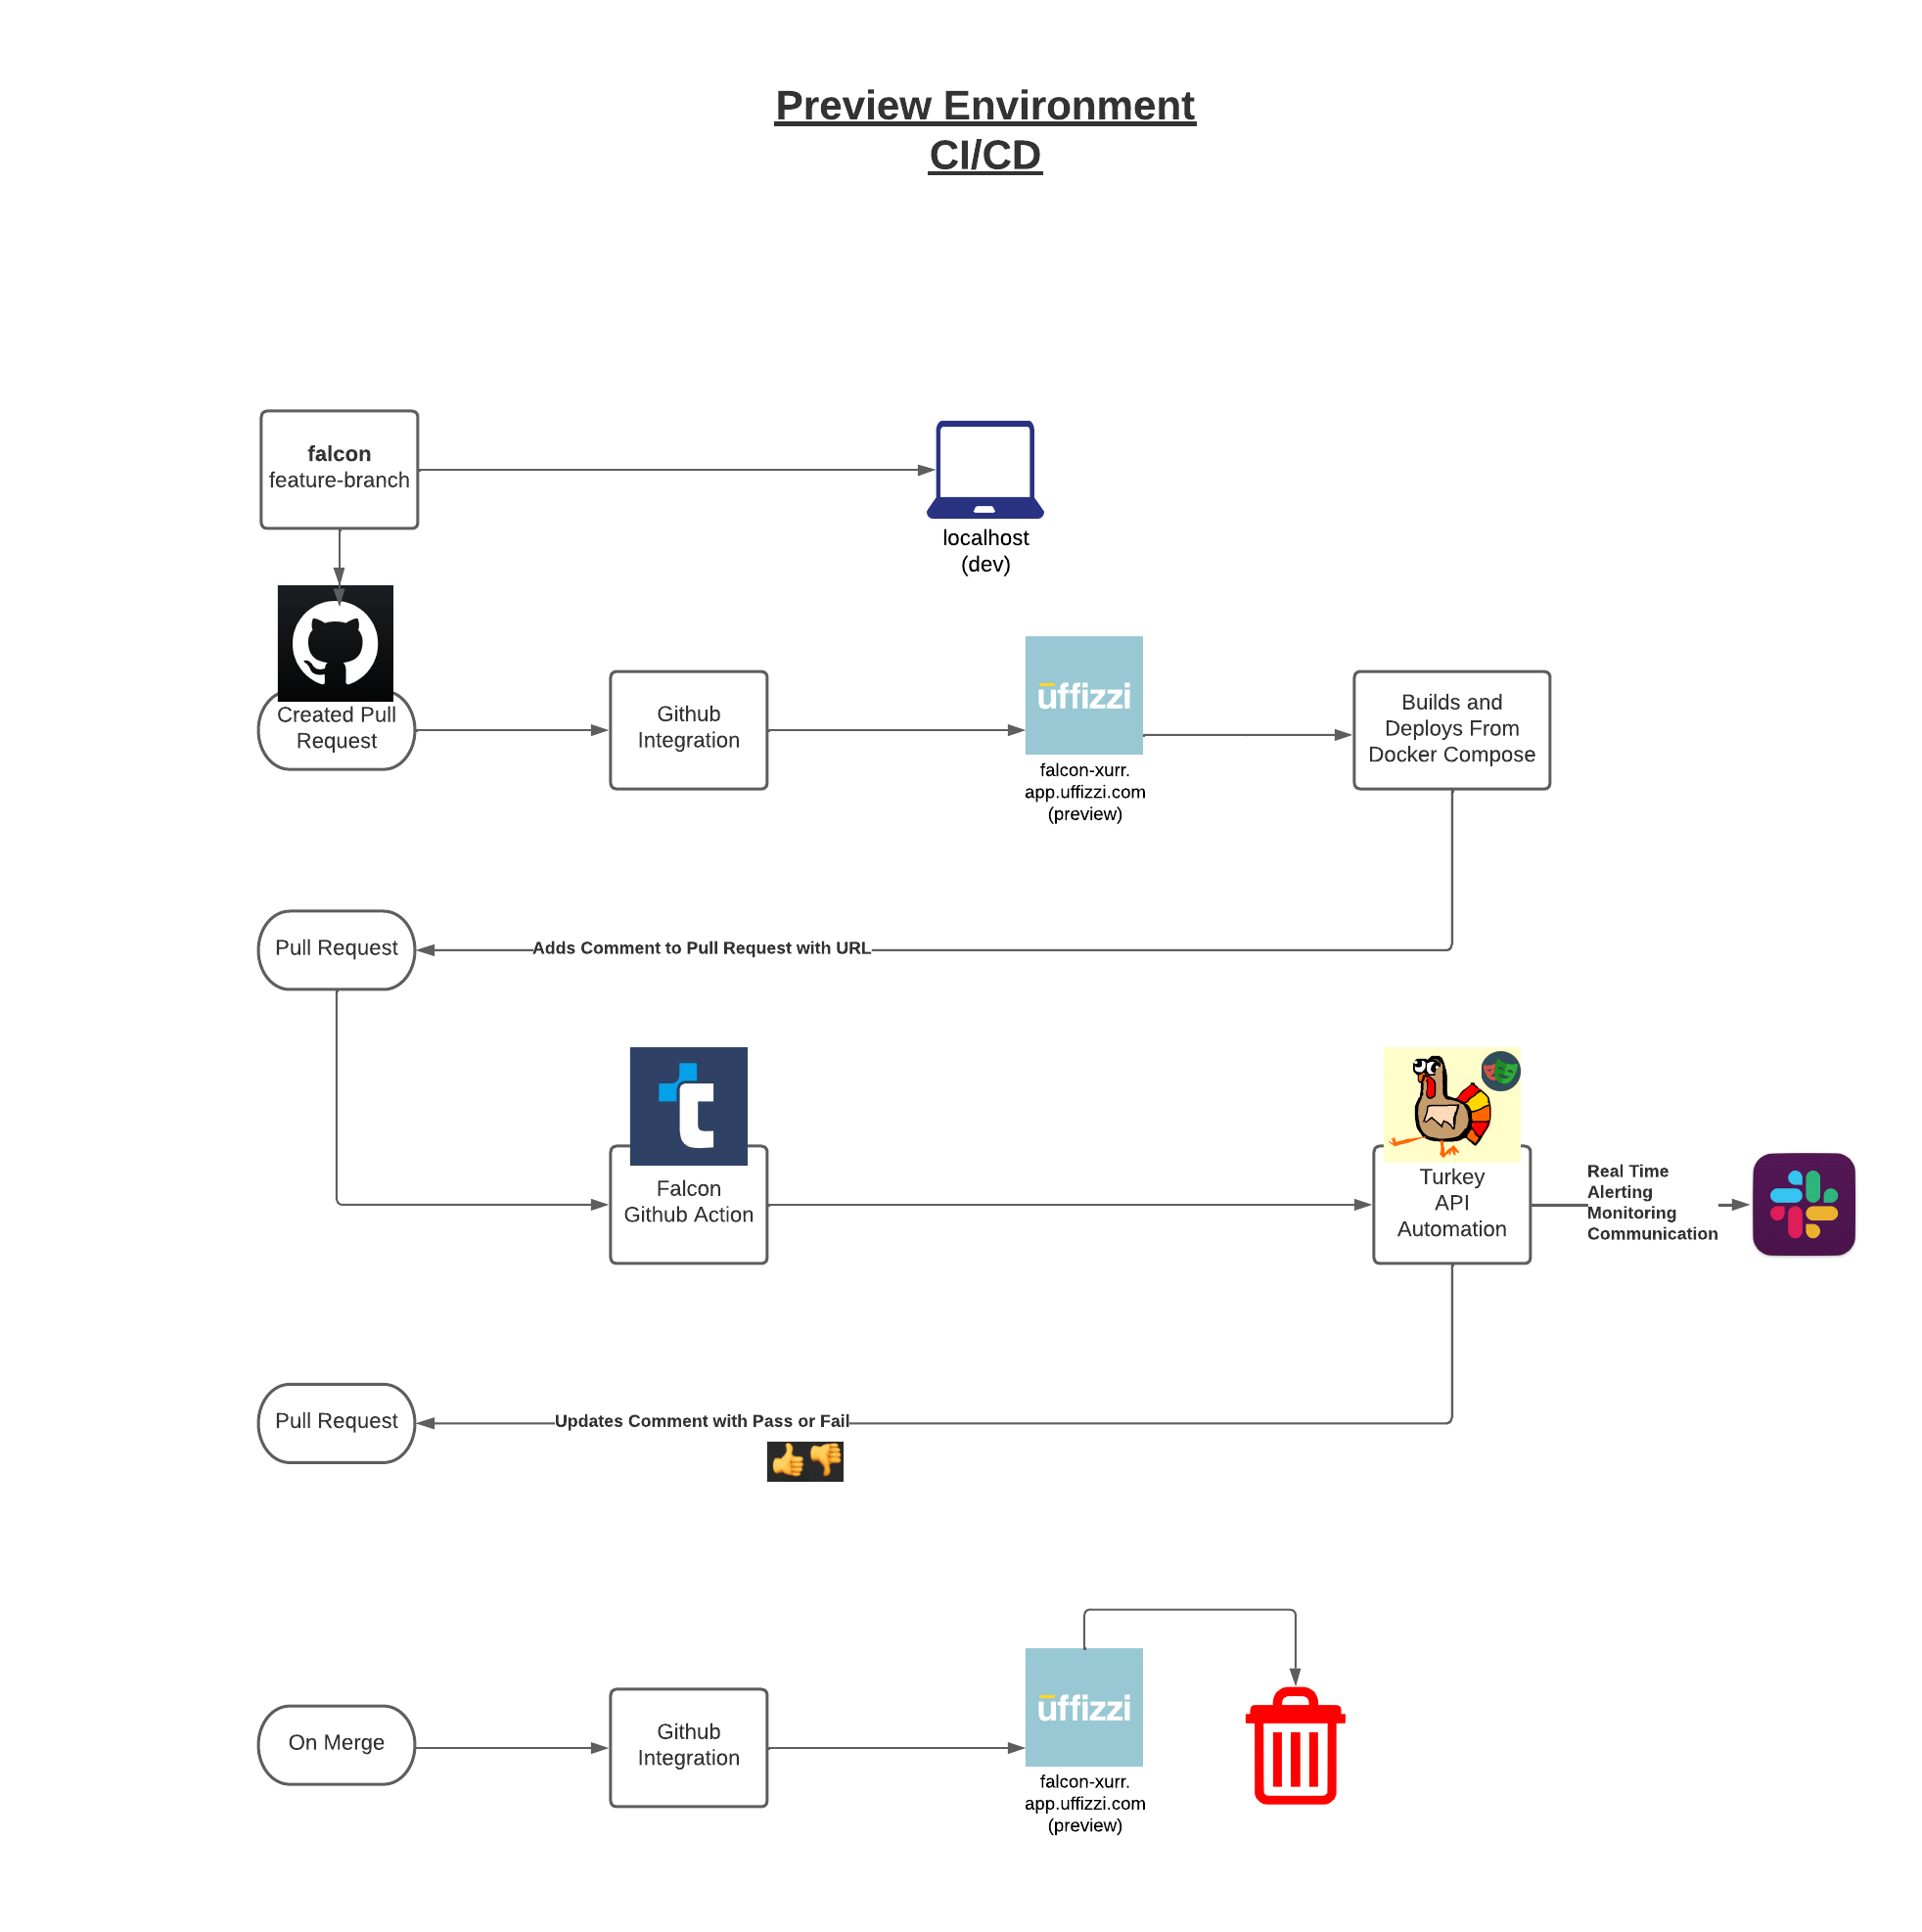 Preview Environment
CI/CD
falcon
feature-branch
localhost
(dev)
Created Pull
Request
Github
Integration
uffizzi
falcon-xurr.
app.uffizzi.com
(preview)
Builds and
Deploys From
Docker Compose
Pull Request
Adds Comment to Pull Request with URL
t
Falcon
Github Action
Turkey
API
Automation
Real Time
Alerting
Monitoring
Communication
Pull Request
Updates Comment with Pass or Fail
On Merge
Github
Integration
uffizzi
falcon-xurr.
app.uffizzi.com
(preview)